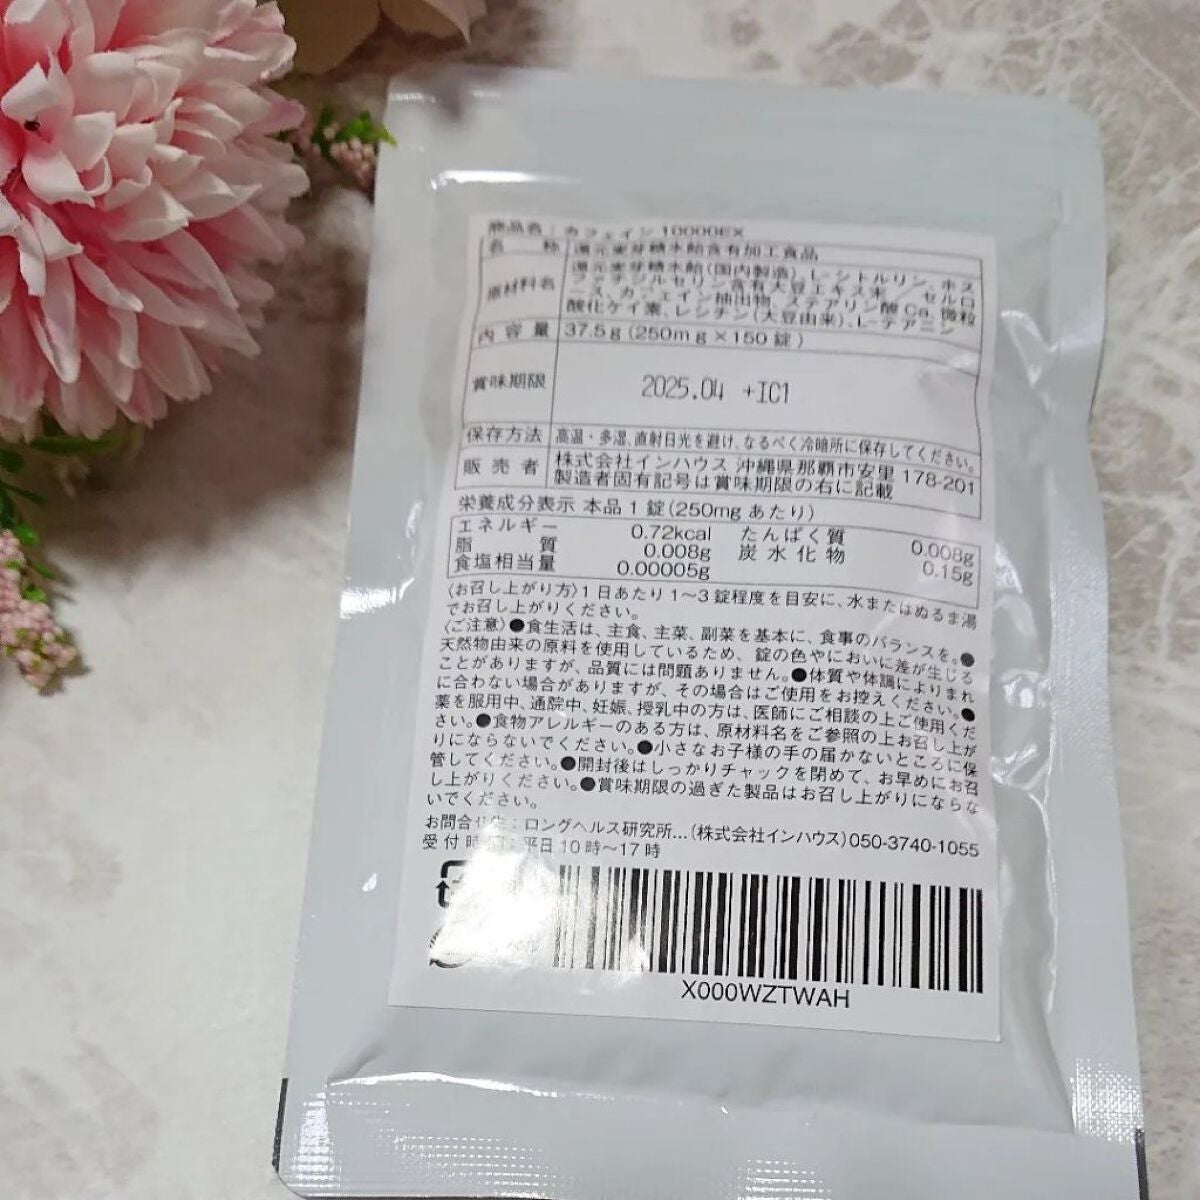 商品名：カフェイン10000EX
名称 還元麦芽糖水飴含有加工食品
原材料名 還元麦芽糖水飴(国内製造)、L-シトルリン、ホス
ファチジルセリン含有大豆エキス末／セルロ
ース、カフェイン抽出物、ステアリン酸Ca、微粒
酸化ケイ素、レシチン(大豆由来)、L-テアニン
内容量 37.5g(250mg×150錠)
賞味期限 2025.04 +IC1
保存方法 高温・多湿、直射日光を避け、なるべく冷暗所に保存してください。
販売者 株式会社インハウス 沖縄県那覇市安里178-201
製造者固有記号は賞味期限の右に記載
栄養成分表示 本品1錠(250mgあたり)
エネルギー 0.72kcal たんぱく質 0.008g
脂質 0.008g 炭水化物 0.15g
食塩相当量 0.00005g
〈お召し上がり方〉1日あたり1〜3錠程度を目安に、水またはぬるま湯
でお召し上がりください。
〈ご注意〉●食生活は、主食、主菜、副菜を基本に、食事のバランスを。●
天然物由来の原料を使用しているため、錠の色やにおいに差が生じる
ことがありますが、品質には問題ありません。●体質や体調によりまれ
に合わない場合がありますが、その場合はご使用をお控えください。●
薬を服用中、通院中、妊娠、授乳中の方は、医師にご相談の上ご使用くだ
さい。●食物アレルギーのある方は、原材料名をご参照の上お召し上が
りにならないでください。●小さなお子様の手の届かないところに保
管してください。●開封後はしっかりチャックを閉めて、お早めにお召
し上がりください。●賞味期限の過ぎた製品はお召し上がりにならな
いでください。
お問合せ先：ロングヘルス研究所...(株式会社インハウス)050-3740-1055
受付時間：平日10時〜17時
X000WZTWAH